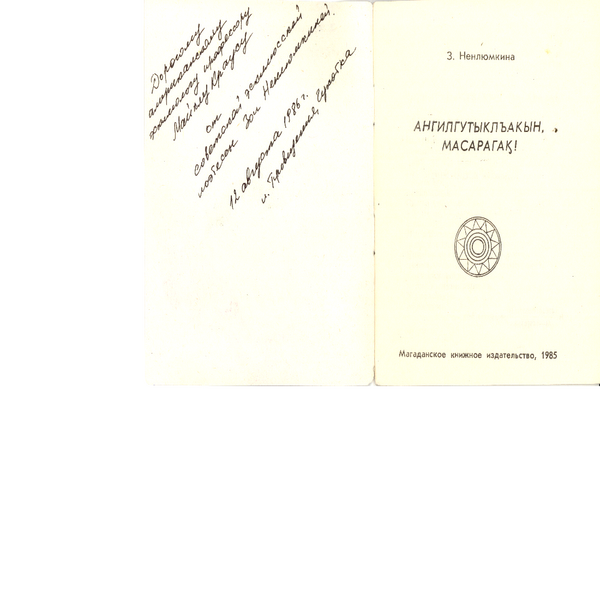 Дорогому
американскому
этнологу профессору
Майклу Краусу
от
советской эскимосской
поэтессы Зои Ненлюмкиной.
12 августа 1986 г.
п. Провидения, Чукотка
З. Ненлюмкина
АНГИЛГУТЫКЛЪАКЫН,
МАСАРАГАҚ!
Магаданское книжное издательство, 1985